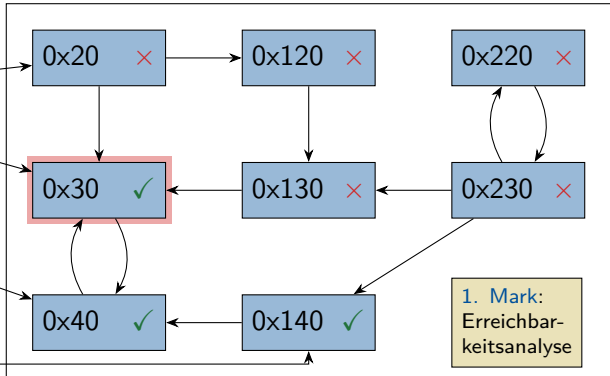 0x20 ×
0x120 ×
0x220 ×
0x30 ✓
0x130 ×
0x230 ×
0x40 ✓
0x140 ✓
1. Mark:
Erreichbar-
keitsanalyse